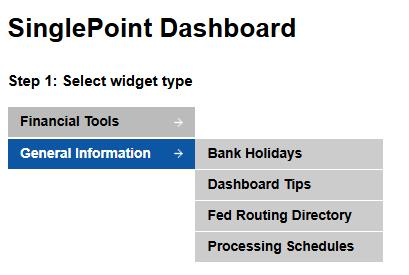 SinglePoint Dashboard
Step 1: Select widget type
Financial Tools →
General Information →
Bank Holidays
Dashboard Tips
Fed Routing Directory
Processing Schedules